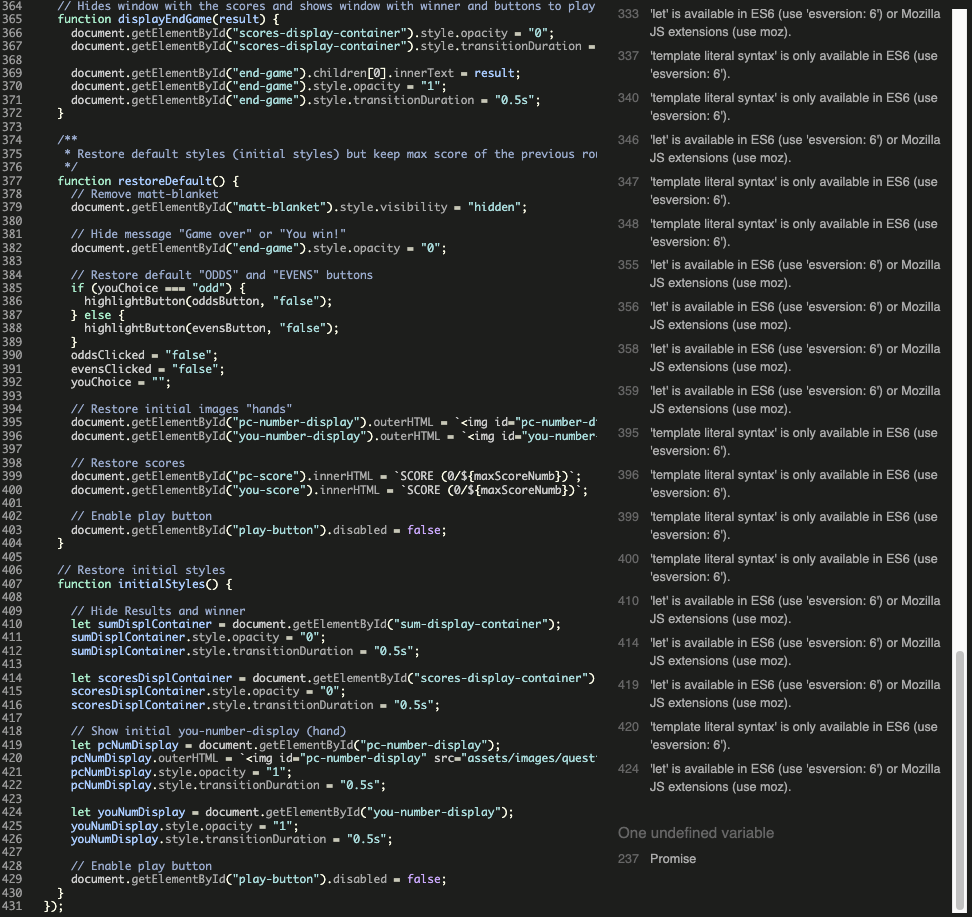 364 // Hides window with the scores and shows window with winner and buttons to play
365 function displayEndGame(result) {
366 document.getElementById("scores-display-container").style.opacity = "0";
367 document.getElementById("scores-display-container").style.transitionDuration =
368
369 document.getElementById("end-game").children[0].innerText = result;
370 document.getElementById("end-game").style.opacity = "1";
371 document.getElementById("end-game").style.transitionDuration = "0.5s";
372 }
373
374 /**
375 * Restore default styles (initial styles) but keep max score of the previous rou
376 */
377 function restoreDefault() {
378 // Remove matt-blanket
379 document.getElementById("matt-blanket").style.visibility = "hidden";
380
381 // Hide message "Game over" or "You win!"
382 document.getElementById("end-game").style.opacity = "0";
383
384 // Restore default "ODDS" and "EVENS" buttons
385 if (youChoice === "odd") {
386 highlightButton(oddsButton, "false");
387 } else {
388 highlightButton(evensButton, "false");
389 }
390 oddsClicked = "false";
391 evensClicked = "false";
392 youChoice = "";
393
394 // Restore initial images "hands"
395 document.getElementById("pc-number-display").outerHTML = `<img id="pc-number-d
396 document.getElementById("you-number-display").outerHTML = `<img id="you-number-
397
398 // Restore scores
399 document.getElementById("pc-score").innerHTML = `SCORE (0/${maxScoreNumb})`;
400 document.getElementById("you-score").innerHTML = `SCORE (0/${maxScoreNumb})`;
401
402 // Enable play button
403 document.getElementById("play-button").disabled = false;
404 }
405
406 // Restore initial styles
407 function initialStyles() {
408
409 // Hide Results and winner
410 let sumDisplContainer = document.getElementById("sum-display-container");
411 sumDisplContainer.style.opacity = "0";
412 sumDisplContainer.style.transitionDuration = "0.5s";
413
414 let scoresDisplContainer = document.getElementById("scores-display-container")
415 scoresDisplContainer.style.opacity = "0";
416 scoresDisplContainer.style.transitionDuration = "0.5s";
417
418 // Show initial you-number-display (hand)
419 let pcNumDisplay = document.getElementById("pc-number-display");
420 pcNumDisplay.outerHTML = `<img id="pc-number-display" src="assets/images/quest
421 pcNumDisplay.style.opacity = "1";
422 pcNumDisplay.style.transitionDuration = "0.5s";
423
424 let youNumDisplay = document.getElementById("you-number-display");
425 youNumDisplay.style.opacity = "1";
426 youNumDisplay.style.transitionDuration = "0.5s";
427
428 // Enable play button
429 document.getElementById("play-button").disabled = false;
430 }
431 });
333 'let' is available in ES6 (use 'esversion: 6') or Mozilla
JS extensions (use moz).
337 'template literal syntax' is only available in ES6 (use
'esversion: 6').
340 'template literal syntax' is only available in ES6 (use
'esversion: 6').
346 'let' is available in ES6 (use 'esversion: 6') or Mozilla
JS extensions (use moz).
347 'template literal syntax' is only available in ES6 (use
'esversion: 6').
348 'template literal syntax' is only available in ES6 (use
'esversion: 6').
355 'let' is available in ES6 (use 'esversion: 6') or Mozilla
JS extensions (use moz).
356 'let' is available in ES6 (use 'esversion: 6') or Mozilla
JS extensions (use moz).
358 'let' is available in ES6 (use 'esversion: 6') or Mozilla
JS extensions (use moz).
359 'let' is available in ES6 (use 'esversion: 6') or Mozilla
JS extensions (use moz).
395 'template literal syntax' is only available in ES6 (use
'esversion: 6').
396 'template literal syntax' is only available in ES6 (use
'esversion: 6').
399 'template literal syntax' is only available in ES6 (use
'esversion: 6').
400 'template literal syntax' is only available in ES6 (use
'esversion: 6').
410 'let' is available in ES6 (use 'esversion: 6') or Mozilla
JS extensions (use moz).
414 'let' is available in ES6 (use 'esversion: 6') or Mozilla
JS extensions (use moz).
419 'let' is available in ES6 (use 'esversion: 6') or Mozilla
JS extensions (use moz).
420 'template literal syntax' is only available in ES6 (use
'esversion: 6').
424 'let' is available in ES6 (use 'esversion: 6') or Mozilla
JS extensions (use moz).
One undefined variable
237 Promise